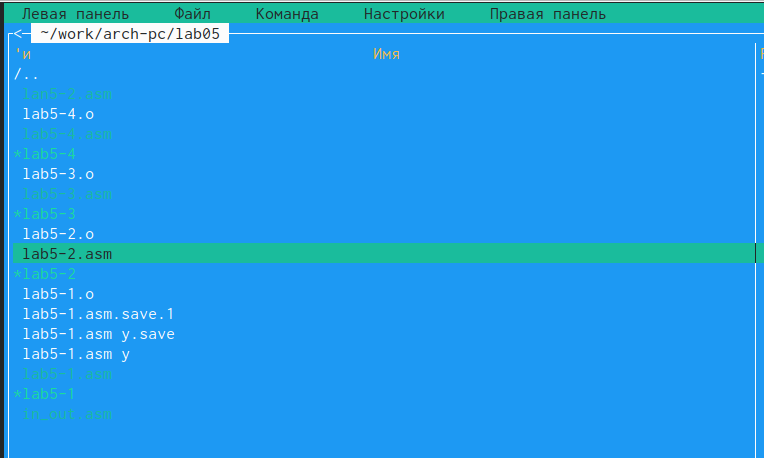 Левая панель Файл Команда Настройки Правая панель
<- ~/work/arch-pc/lab05
'и Имя
/..
lan5-2.asm
lab5-4.o
lab5-4.asm
*lab5-4
lab5-3.o
lab5-3.asm
*lab5-3
lab5-2.o
lab5-2.asm
*lab5-2
lab5-1.o
lab5-1.asm.save.1
lab5-1.asm y.save
lab5-1.asm y
lab5-1.asm
*lab5-1
in_out.asm